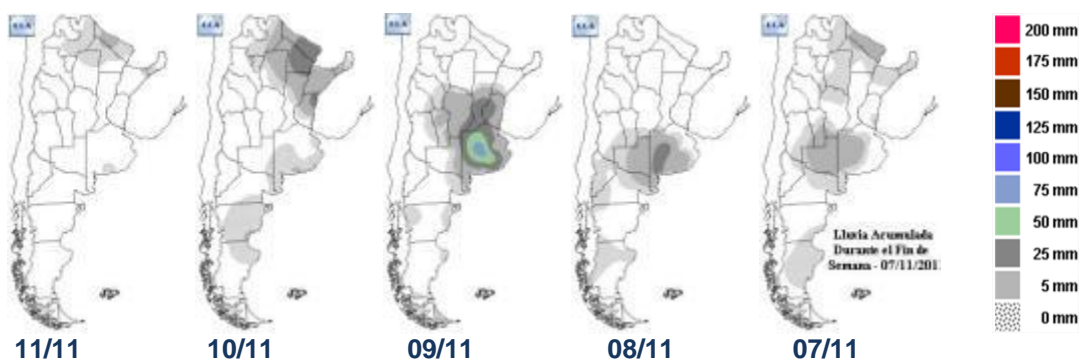 200 mm
175 mm
150 mm
125 mm
100 mm
75 mm
50 mm
25 mm
5 mm
0 mm
Lluvia Acumulada
Durante el Fin de
Semana - 07/11/201
11/11
10/11
09/11
08/11
07/11